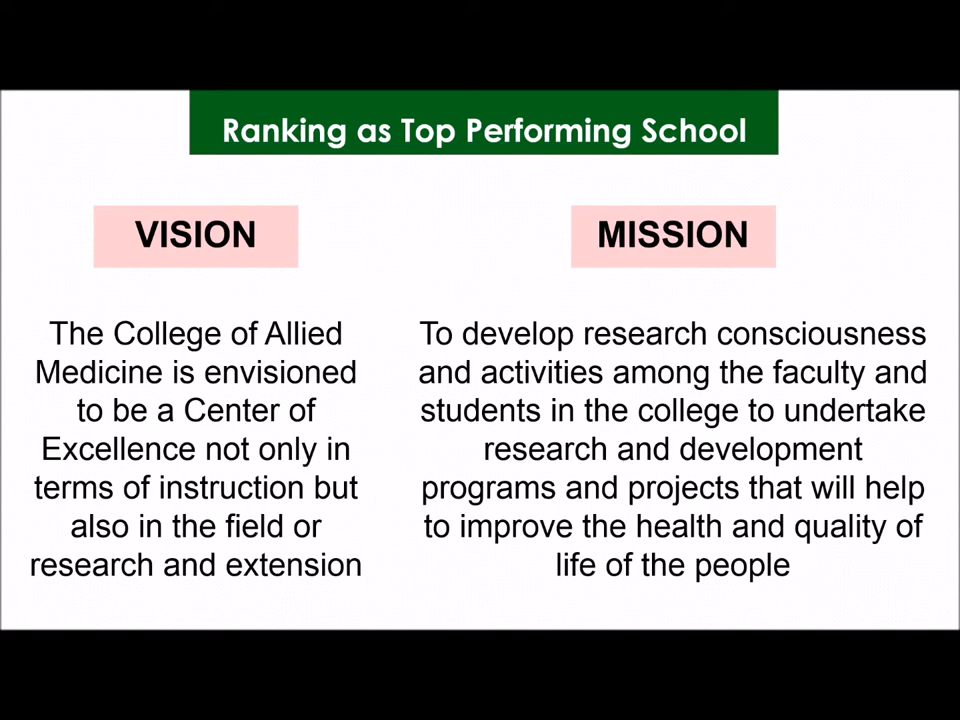 Ranking as Top Performing School
VISION
The College of Allied
Medicine is envisioned
to be a Center of
Excellence not only in
terms of instruction but
also in the field or
research and extension
MISSION
To develop research consciousness
and activities among the faculty and
students in the college to undertake
research and development
programs and projects that will help
to improve the health and quality of
life of the people